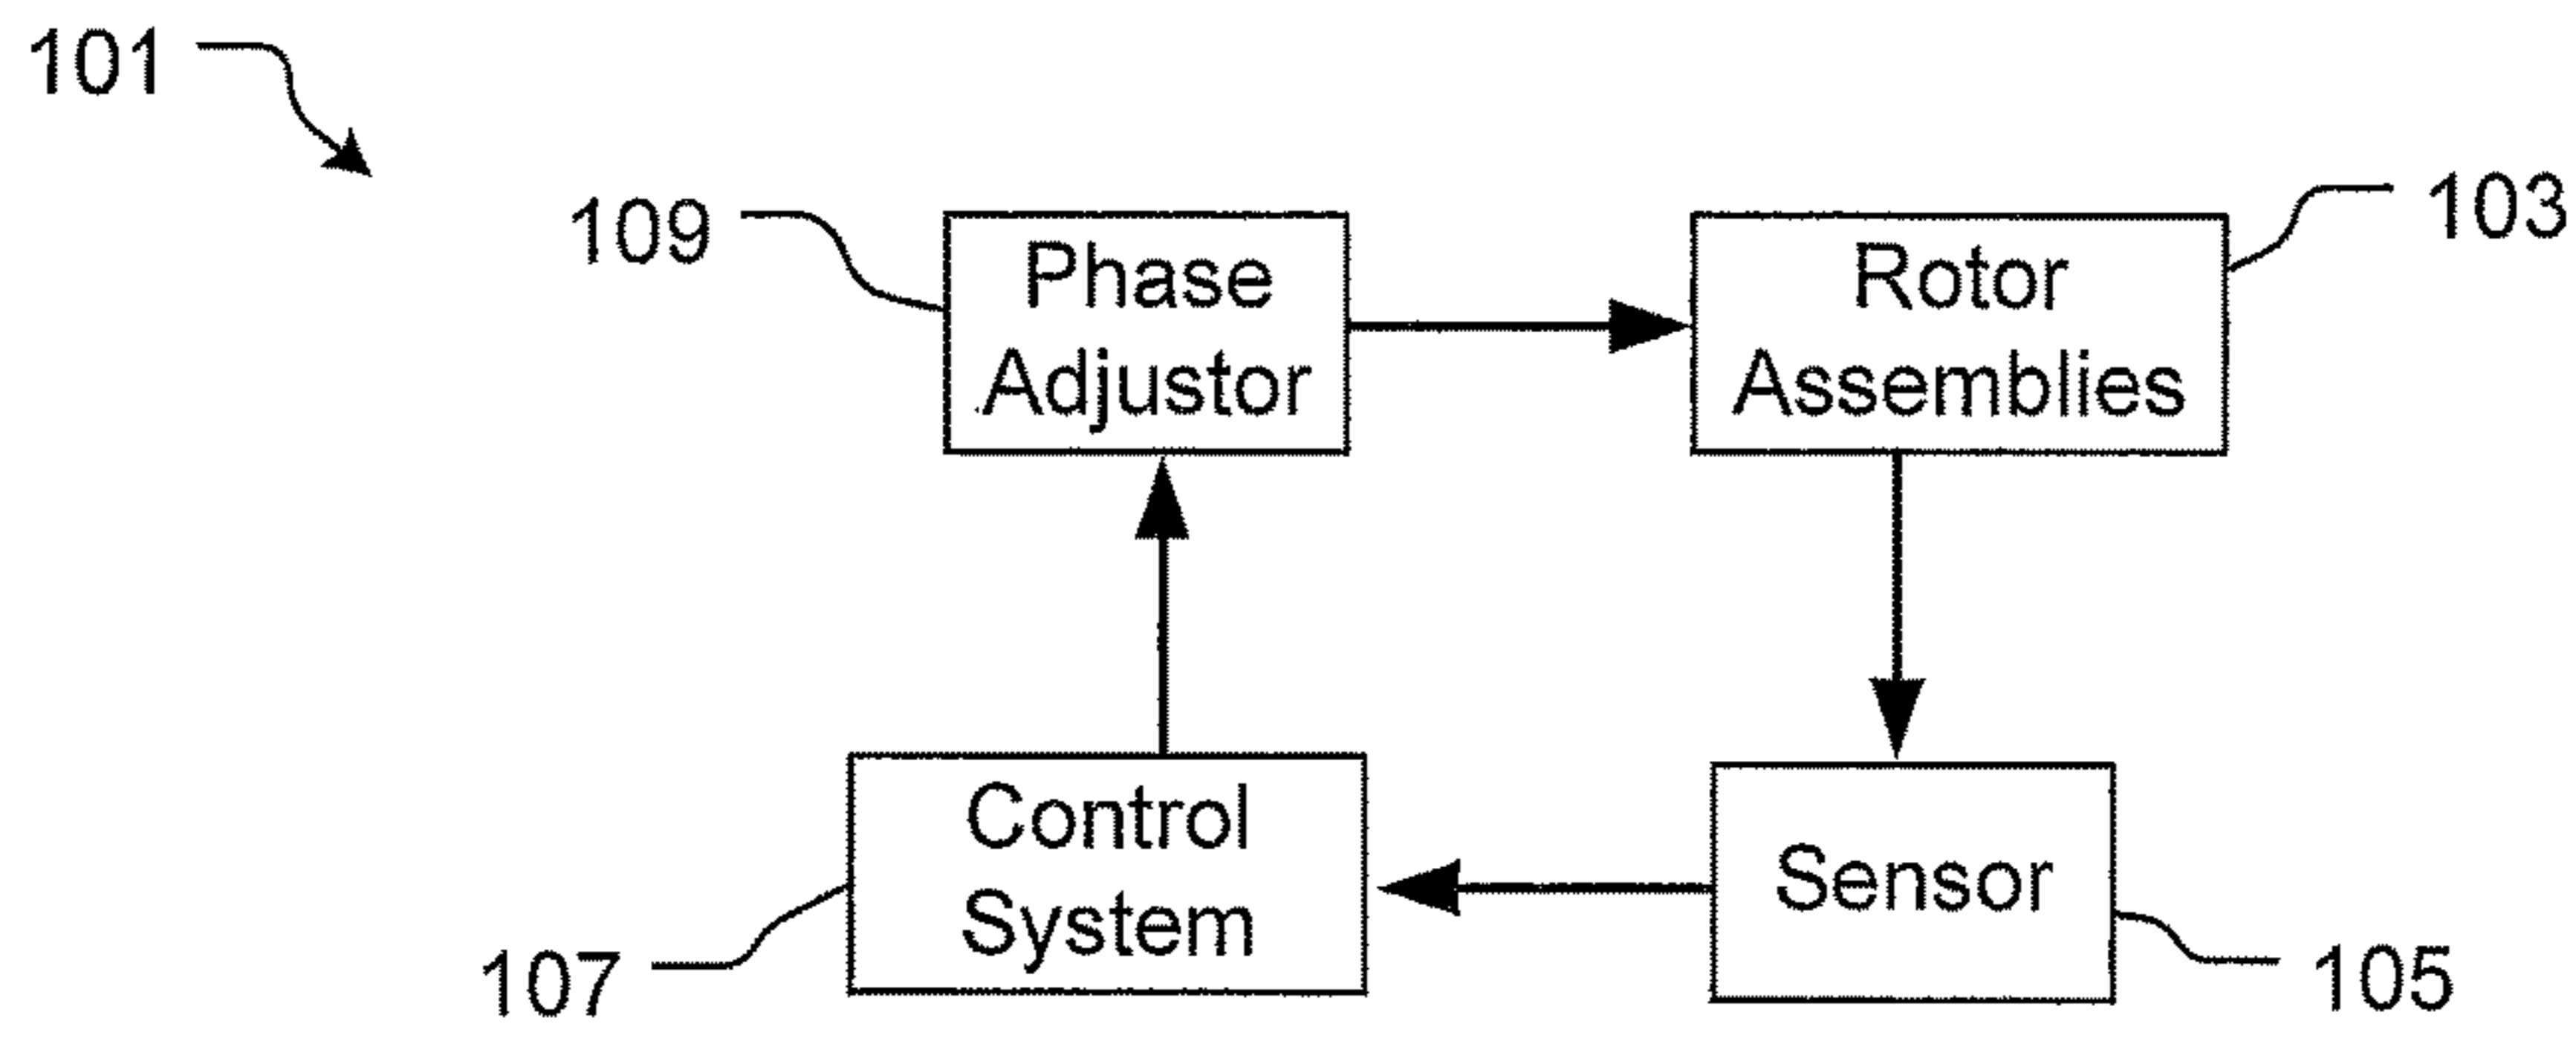 101
109
Phase
Adjustor
Rotor
Assemblies
103
Control
System
Sensor
107
105